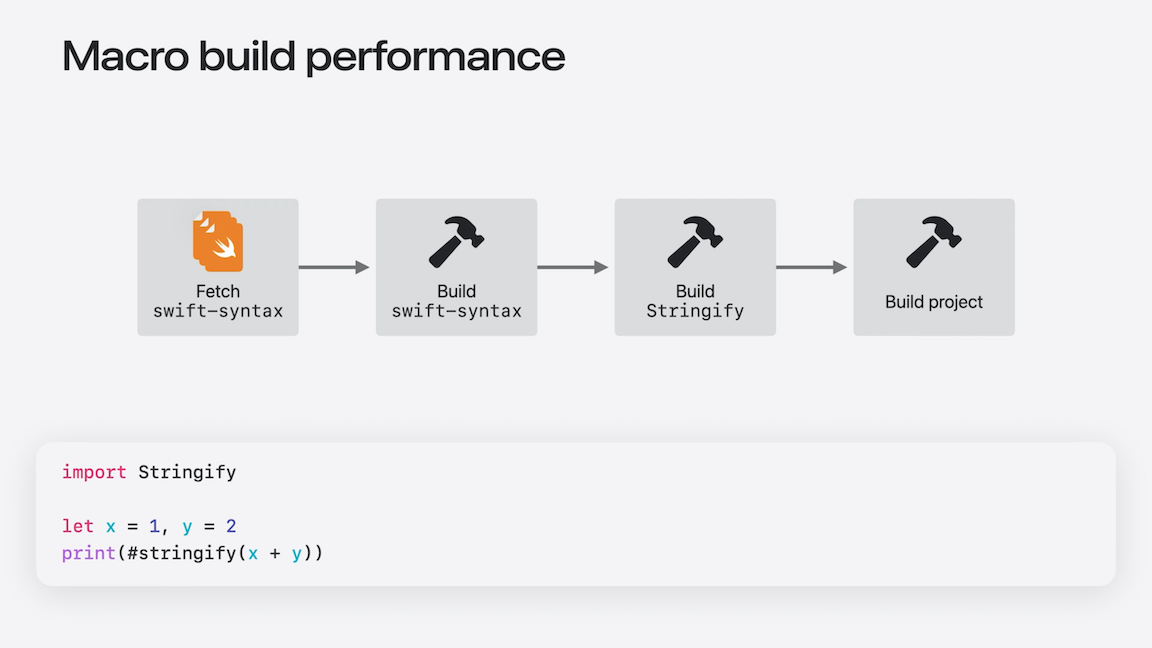 Macro build performance
Fetch
swift-syntax
Build
swift-syntax
Build
Stringify
Build project
import Stringify
let x = 1, y = 2
print(#stringify(x + y))